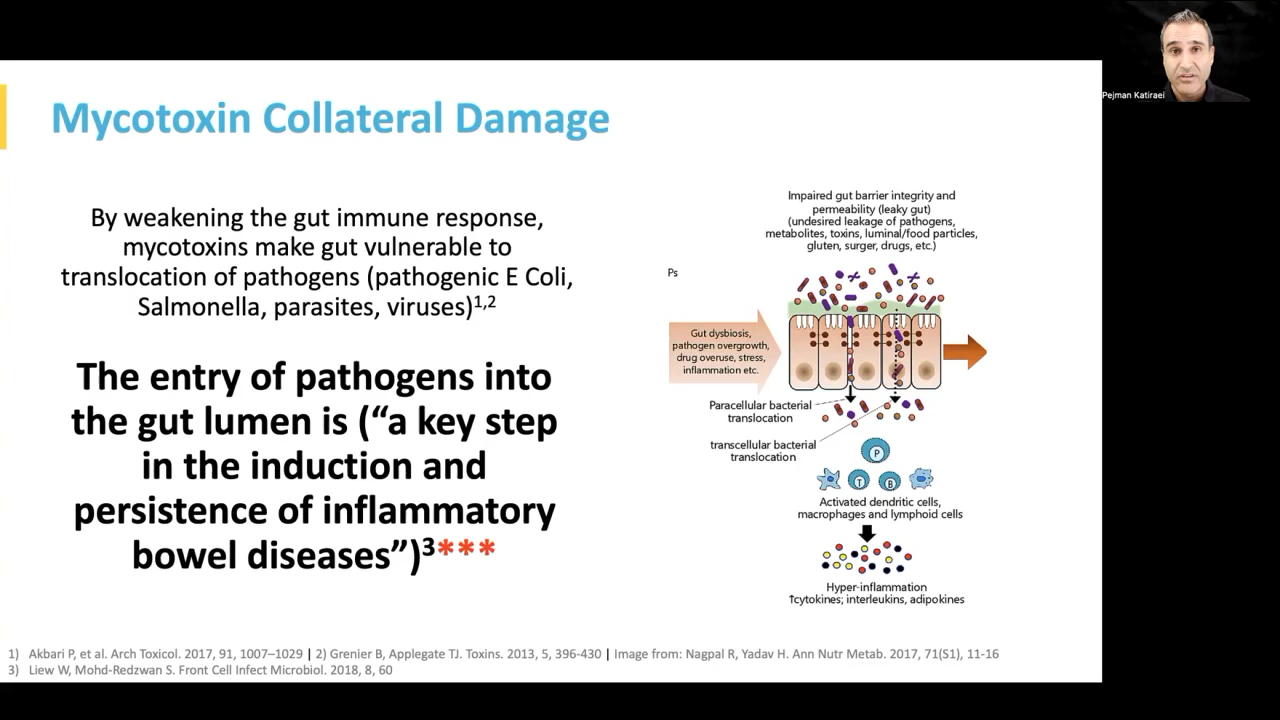 Mycotoxin Collateral Damage
By weakening the gut immune response,
mycotoxins make gut vulnerable to
translocation of pathogens (pathogenic E Coli,
Salmonella, parasites, viruses)1,2
The entry of pathogens into
the gut lumen is (“a key step
in the induction and
persistence of inflammatory
bowel diseases”)3***
Impaired gut barrier integrity and
permeability (leaky gut)
(undesired leakage of pathogens,
metabolites, toxins, luminal/food particles,
gluten, surger, drugs, etc.)
Ps
Gut dysbiosis,
pathogen overgrowth,
drug overuse, stress,
inflammation etc.
Paracellular bacterial
translocation
transcellular bacterial
translocation
P
T
B
Activated dendritic cells,
macrophages and lymphoid cells
Hyper-inflammation
↑cytokines; interleukins, adipokines
1) Akbari P, et al. Arch Toxicol. 2017, 91, 1007–1029 | 2) Grenier B, Applegate TJ. Toxins. 2013, 5, 396-430 | Image from: Nagpal R, Yadav H. Ann Nutr Metab. 2017, 71(S1), 11-16
3) Liew W, Mohd-Redzwan S. Front Cell Infect Microbiol. 2018, 8, 60
Pejman Katiraei